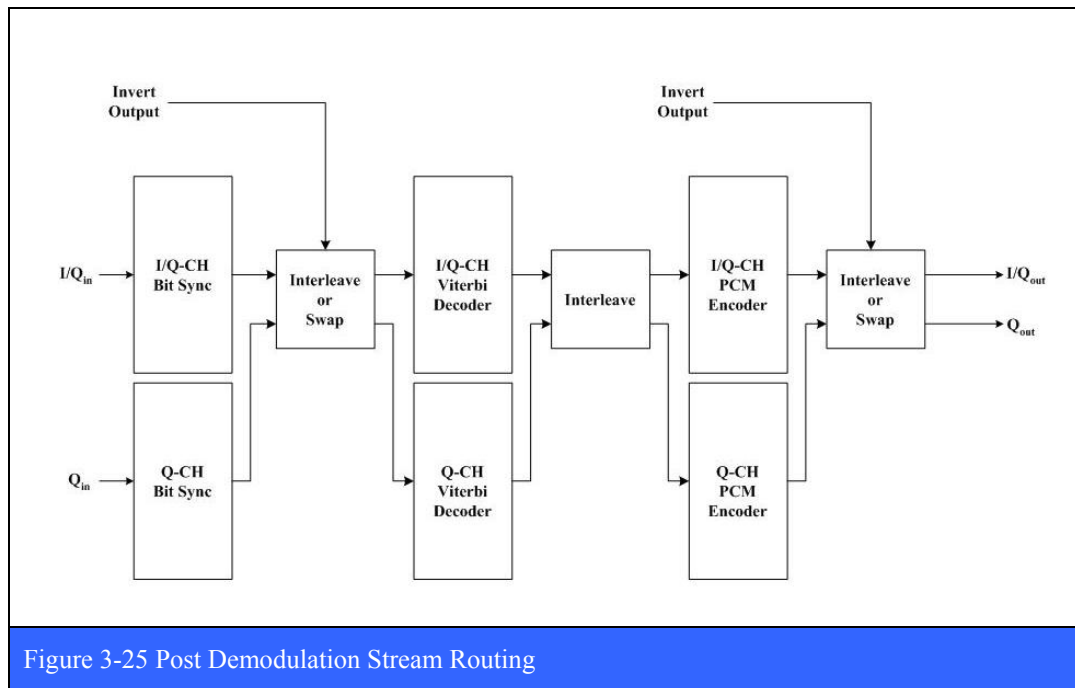 Invert
Output
Invert
Output
I/Qin
I/Q-CH
Bit Sync
Interleave
or
Swap
I/Q-CH
Viterbi
Decoder
Interleave
I/Q-CH
PCM
Encoder
Interleave
or
Swap
I/Qout
Qout
Qin
Q-CH
Bit Sync
Q-CH
Viterbi
Decoder
Q-CH
PCM
Encoder
Figure 3-25 Post Demodulation Stream Routing